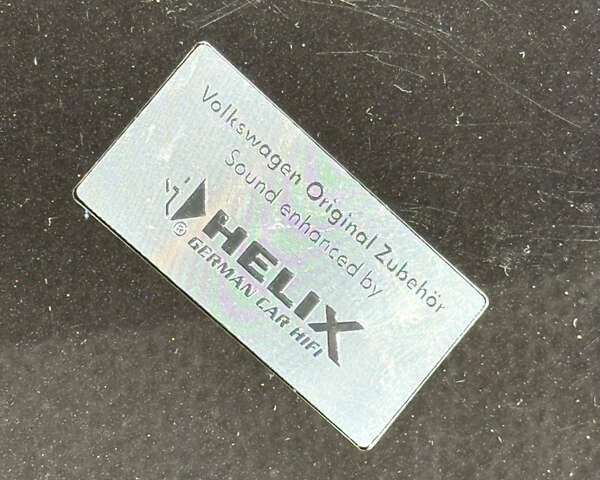 Volkswagen Original Zubehör
Sound enhanced by
HELIX
® GERMAN CAR HIFI